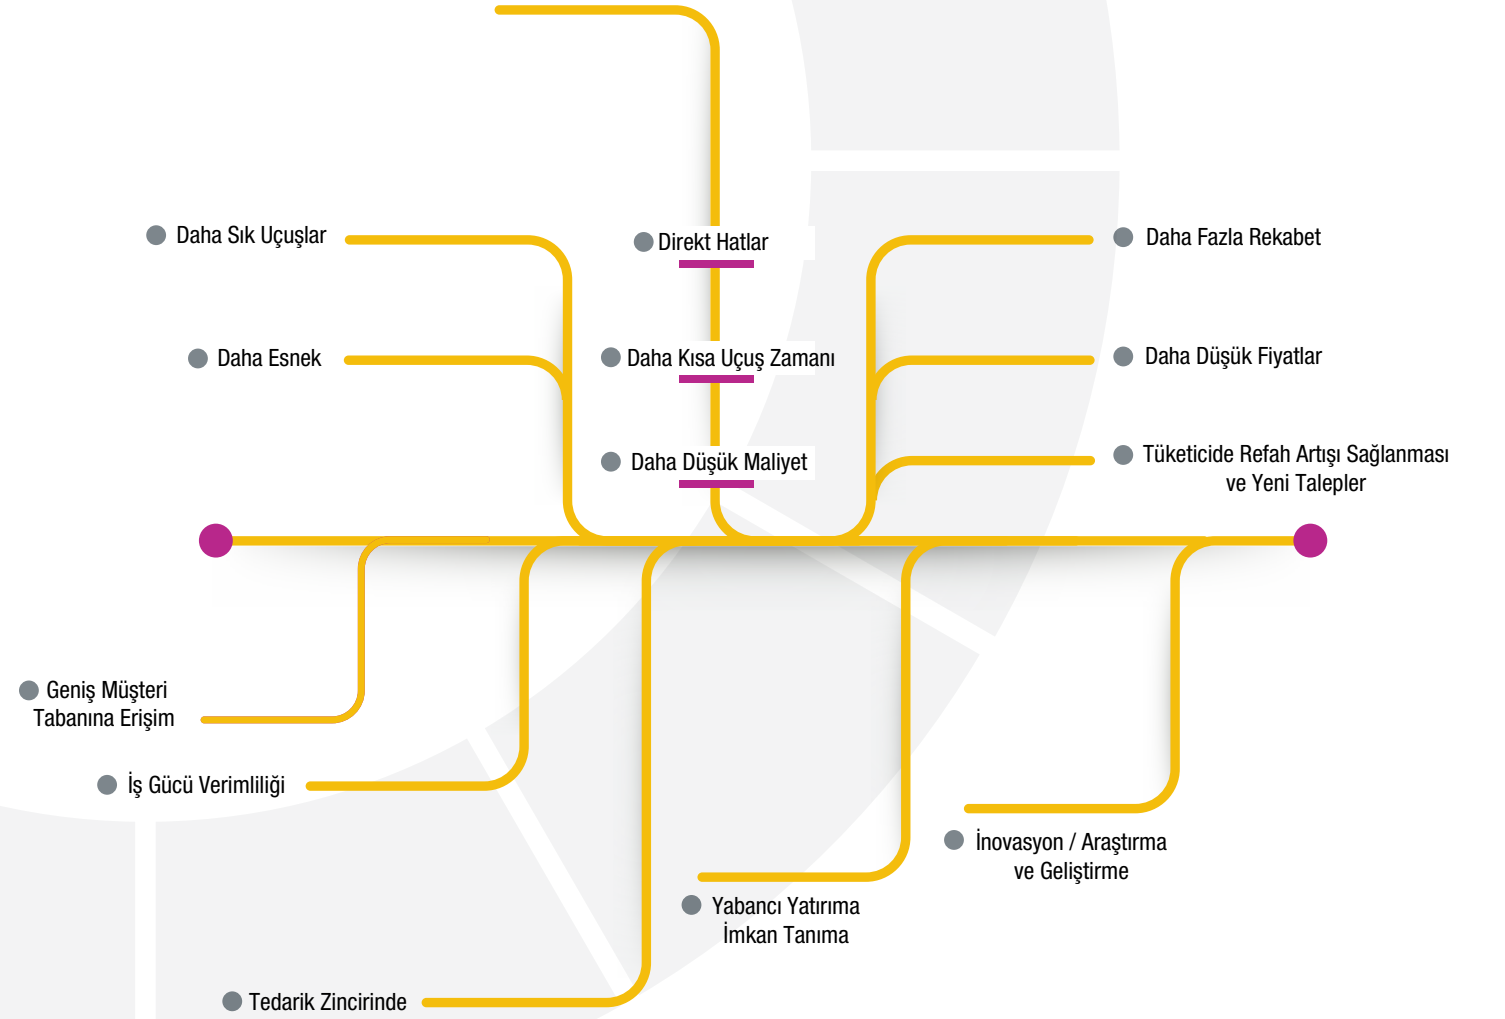 Daha Sık Uçuşlar
Direkt Hatlar
Daha Fazla Rekabet
Daha Esnek
Daha Kısa Uçuş Zamanı
Daha Düşük Fiyatlar
Daha Düşük Maliyet
Tüketicide Refah Artışı Sağlanması
ve Yeni Talepler
Geniş Müşteri
Tabanına Erişim
İş Gücü Verimliliği
İnovasyon / Araştırma
ve Geliştirme
Yabancı Yatırıma
İmkan Tanıma
Tedarik Zincirinde